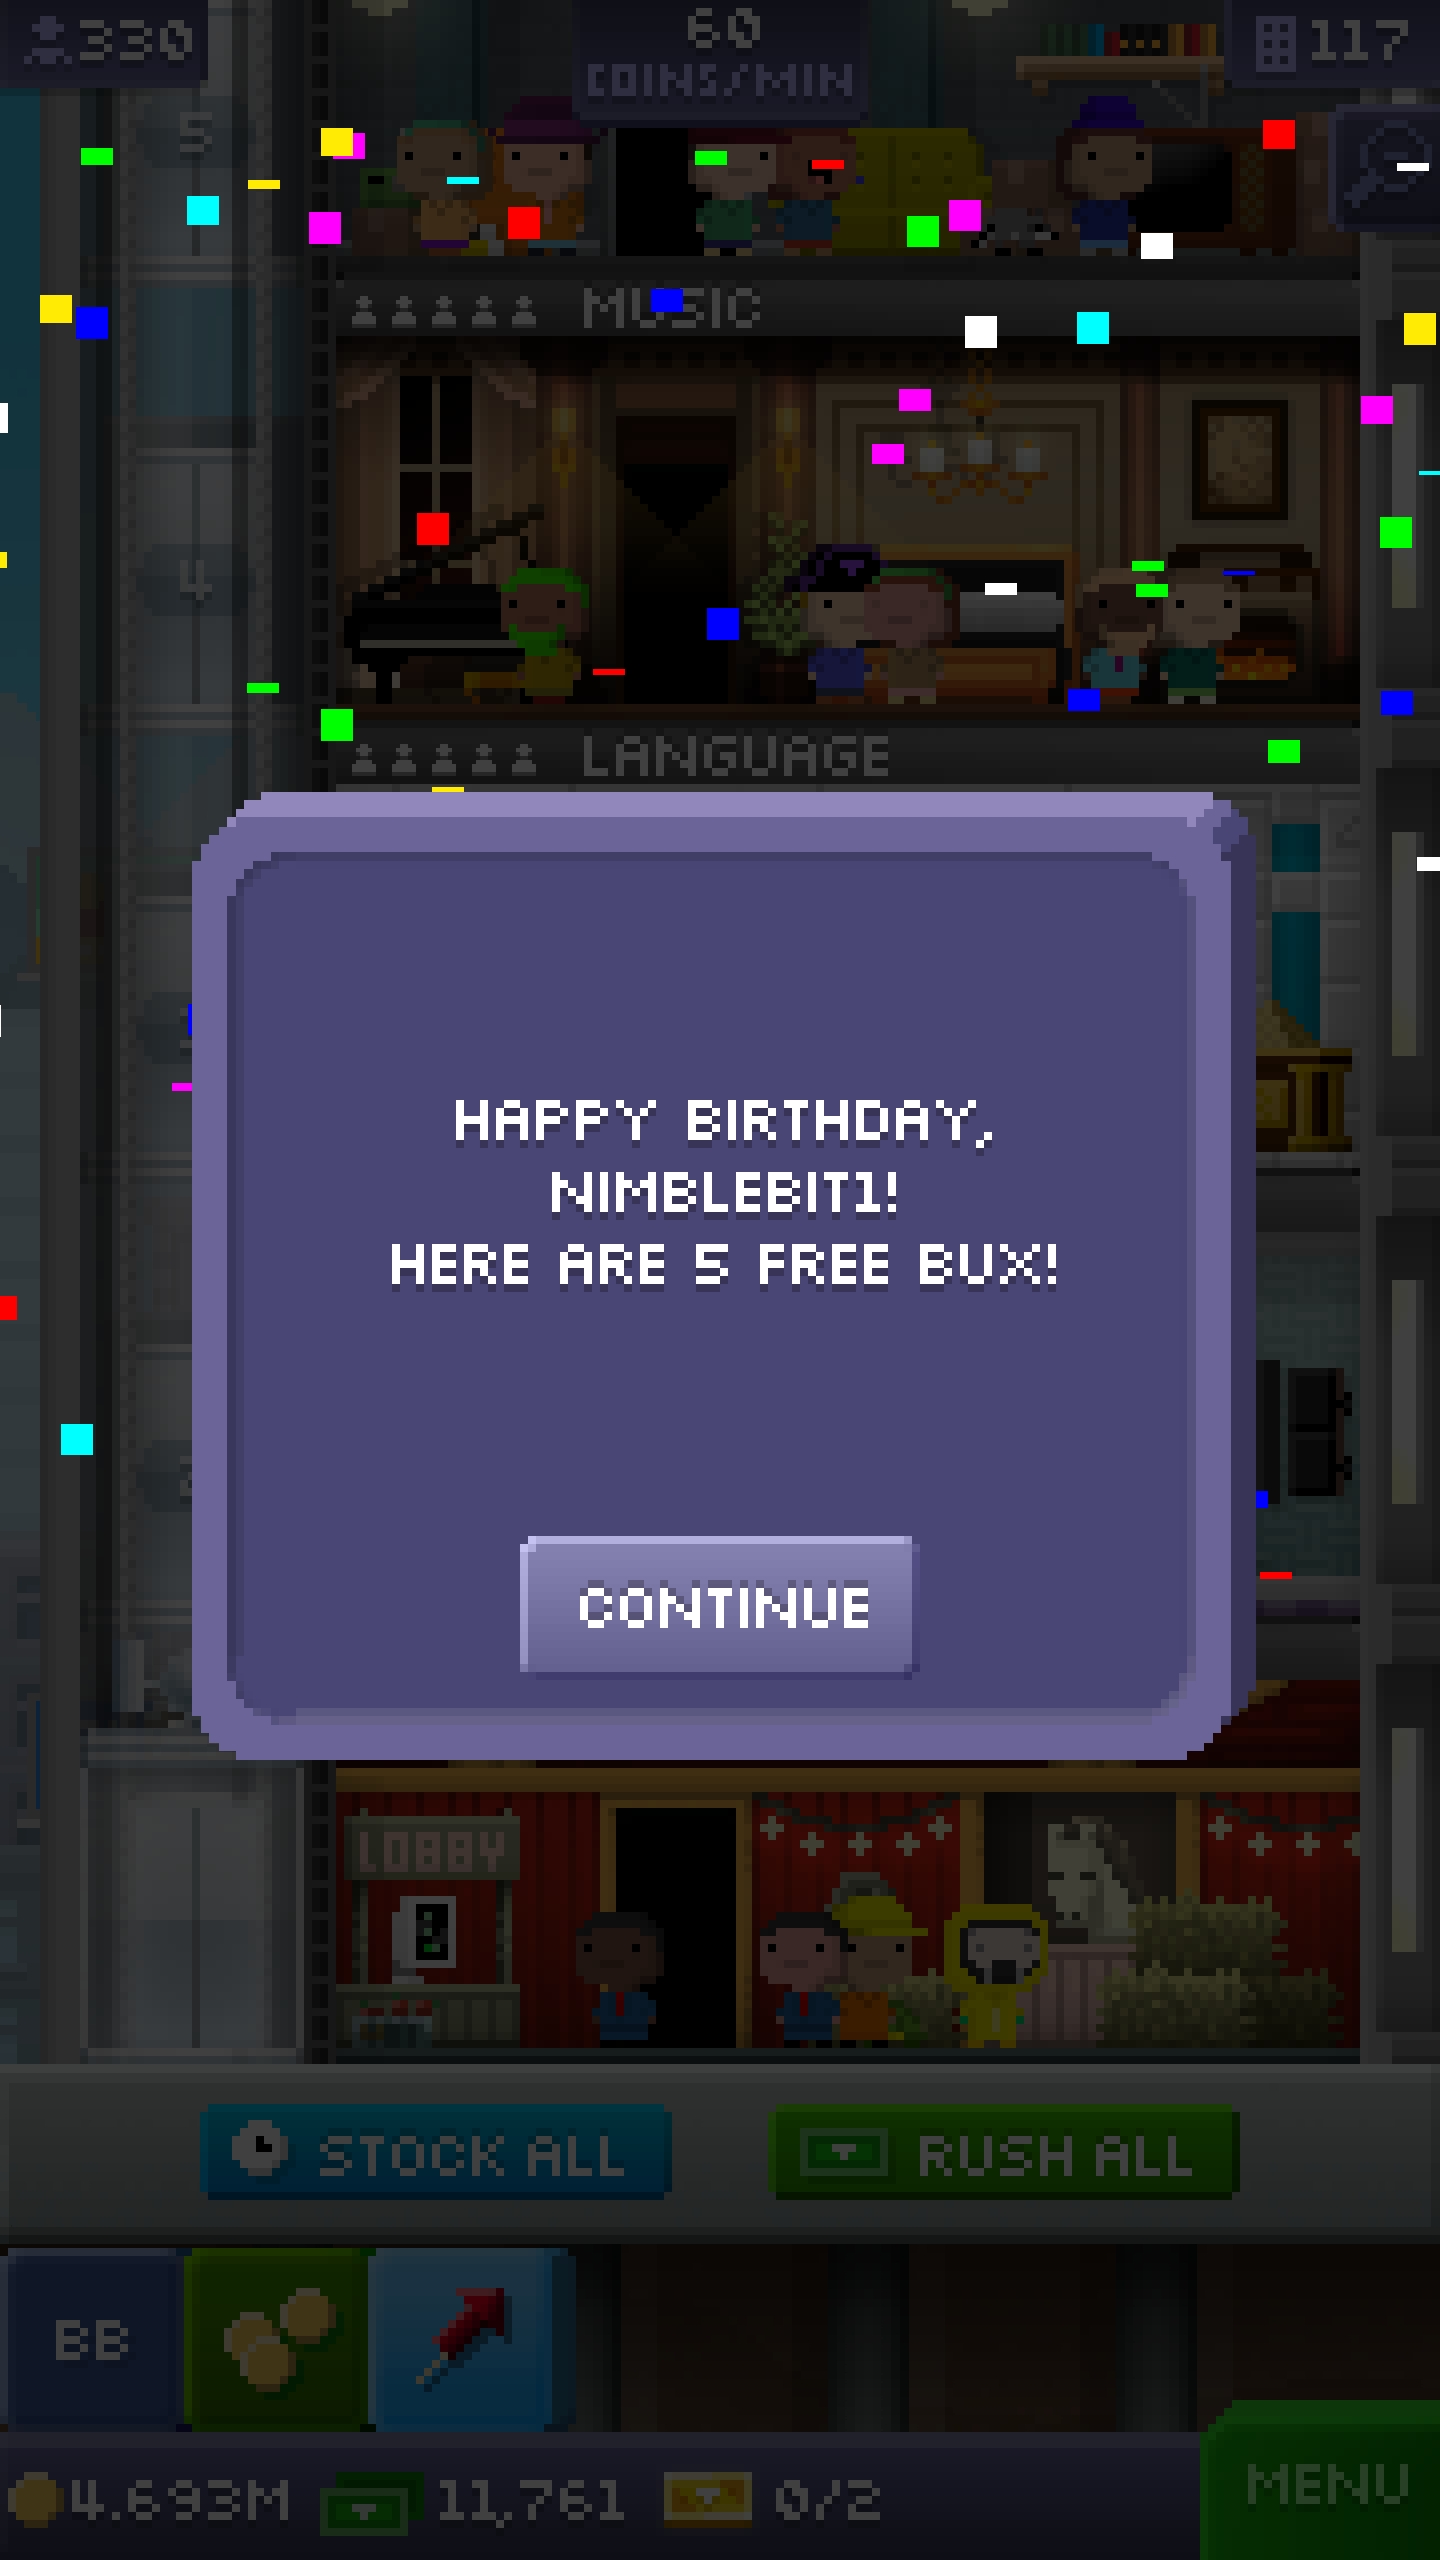 330
60
COINS/MIN
117
5
MUSIC
4
LANGUAGE
HAPPY BIRTHDAY,
NIMBLEBIT1!
HERE ARE 5 FREE BUX!
CONTINUE
LOBBY
STOCK ALL
RUSH ALL
BB
4.693M
11,761
0/2
MENU